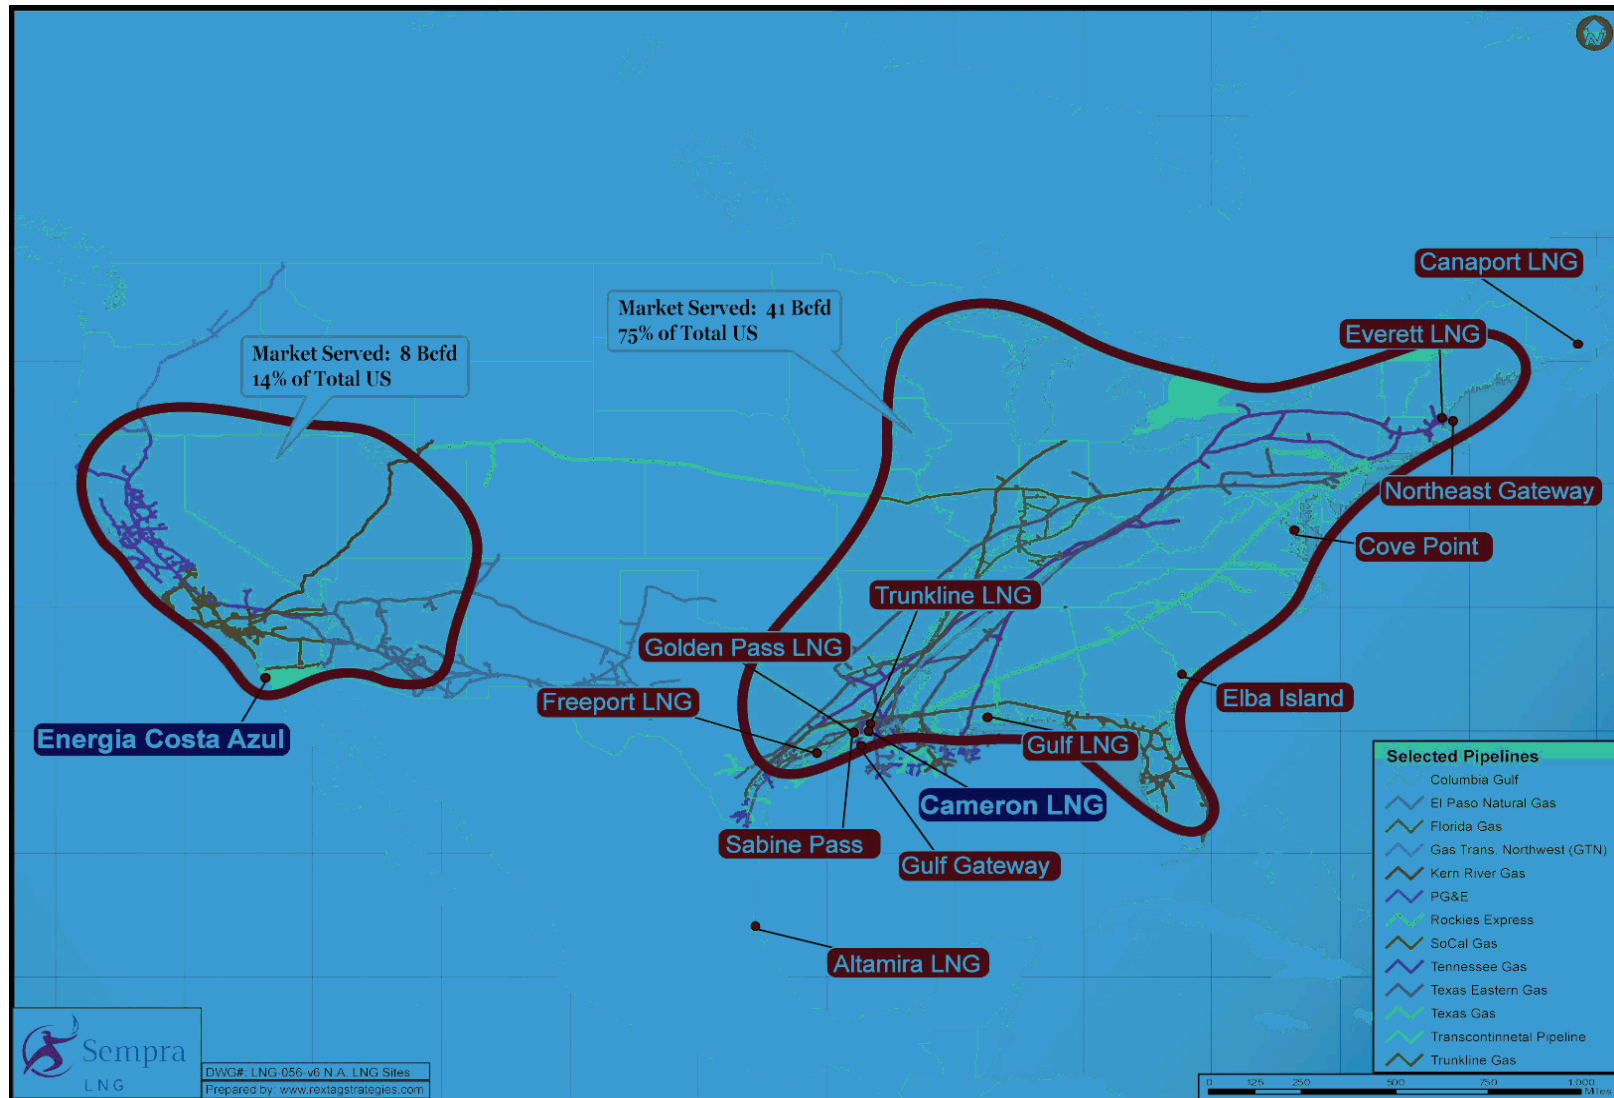 Canaport LNG
Everett LNG
Market Served:  41 Bcfd
75% of Total US
Market Served:  8 Bcfd
14% of Total US
Northeast Gateway
Cove Point
Trunkline LNG
Golden Pass LNG
Freeport LNG
Elba Island
Energia Costa Azul
Gulf LNG
Cameron LNG
Sabine Pass
Gulf Gateway
Altamira LNG
Selected Pipelines
Columbia Gulf
El Paso Natural Gas
Florida Gas
Gas Trans. Northwest (GTN)
Kern River Gas
PG&E
Rockies Express
SoCal Gas
Tennessee Gas
Texas Eastern Gas
Texas Gas
Transcontinnetal Pipeline
Trunkline Gas
Sempra
LNG
DWG#: LNG-056-v6 N.A. LNG Sites
Prepared by: www.rextagstrategies.com
0 125 250 500 750 1,000
Miles